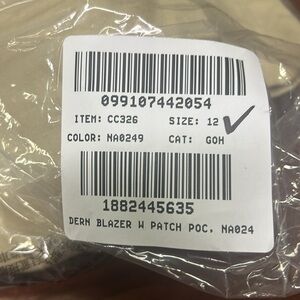 099107442054
ITEM: CC326 SIZE: 12
COLOR: NA0249 CAT: GOH
1882445635
DERN BLAZER W PATCH POC, NA024